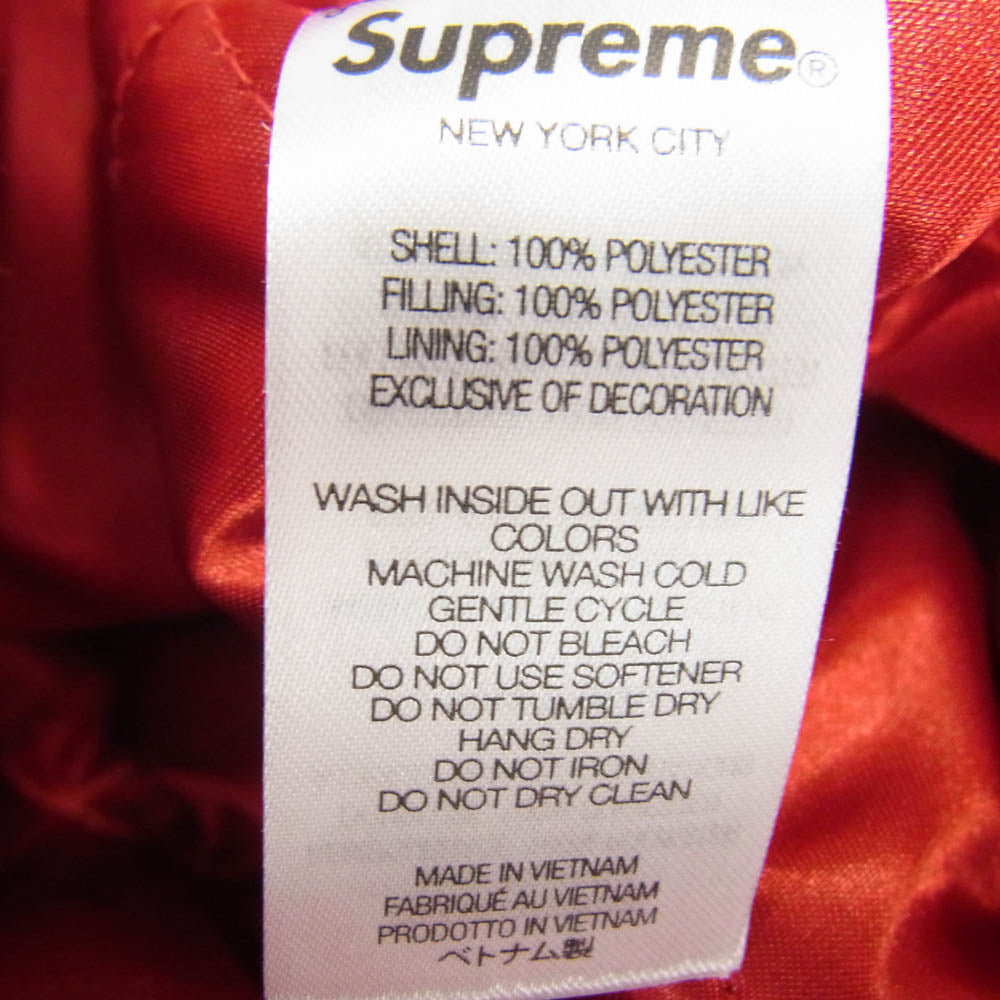 Supreme®
NEW YORK CITY
SHELL: 100% POLYESTER
FILLING: 100% POLYESTER
LINING: 100% POLYESTER
EXCLUSIVE OF DECORATION
WASH INSIDE OUT WITH LIKE
COLORS
MACHINE WASH COLD
GENTLE CYCLE
DO NOT BLEACH
DO NOT USE SOFTENER
DO NOT TUMBLE DRY
HANG DRY
DO NOT IRON
DO NOT DRY CLEAN
MADE IN VIETNAM
FABRIQUÉ AU VIETNAM
PRODOTTO IN VIETNAM
ベトナム製